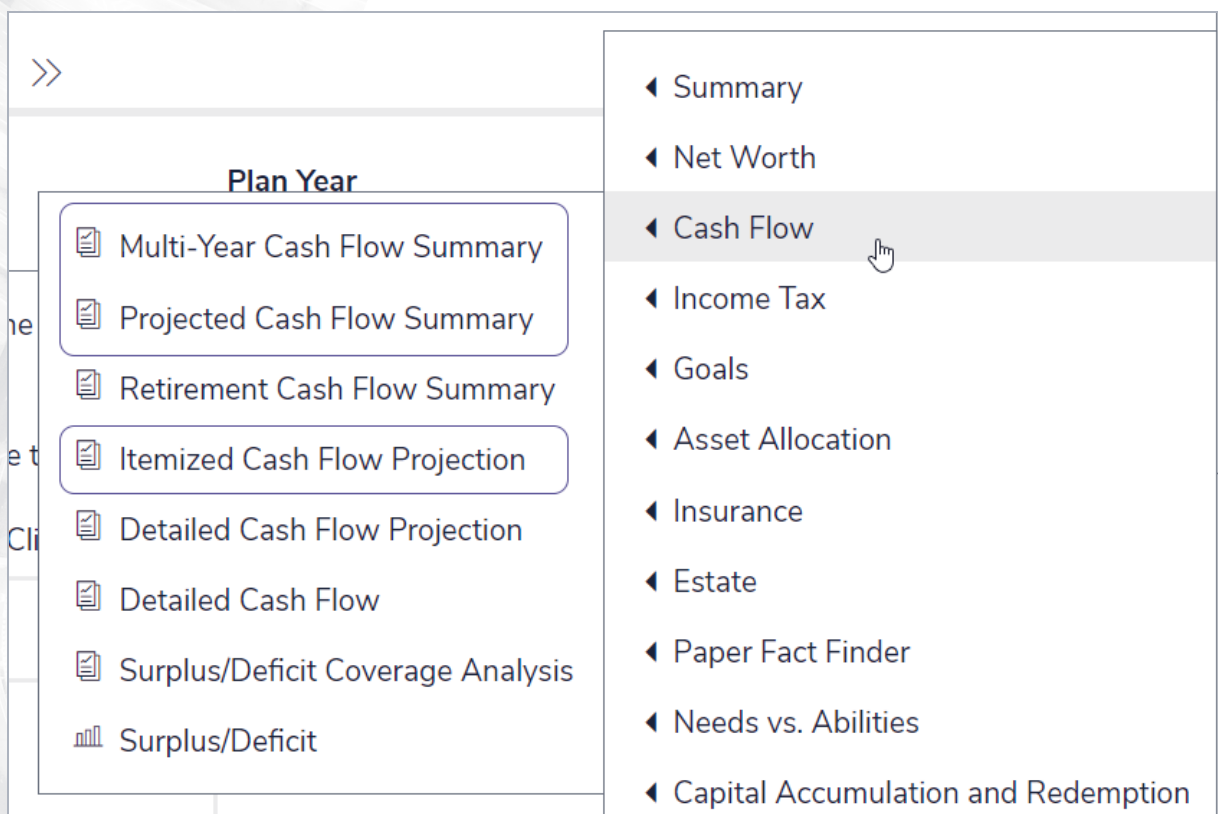 Plan Year
Multi-Year Cash Flow Summary
Projected Cash Flow Summary
Retirement Cash Flow Summary
Itemized Cash Flow Projection
Detailed Cash Flow Projection
Detailed Cash Flow
Surplus/Deficit Coverage Analysis
Surplus/Deficit
Summary
Net Worth
Cash Flow
Income Tax
Goals
Asset Allocation
Insurance
Estate
Paper Fact Finder
Needs vs. Abilities
Capital Accumulation and Redemption